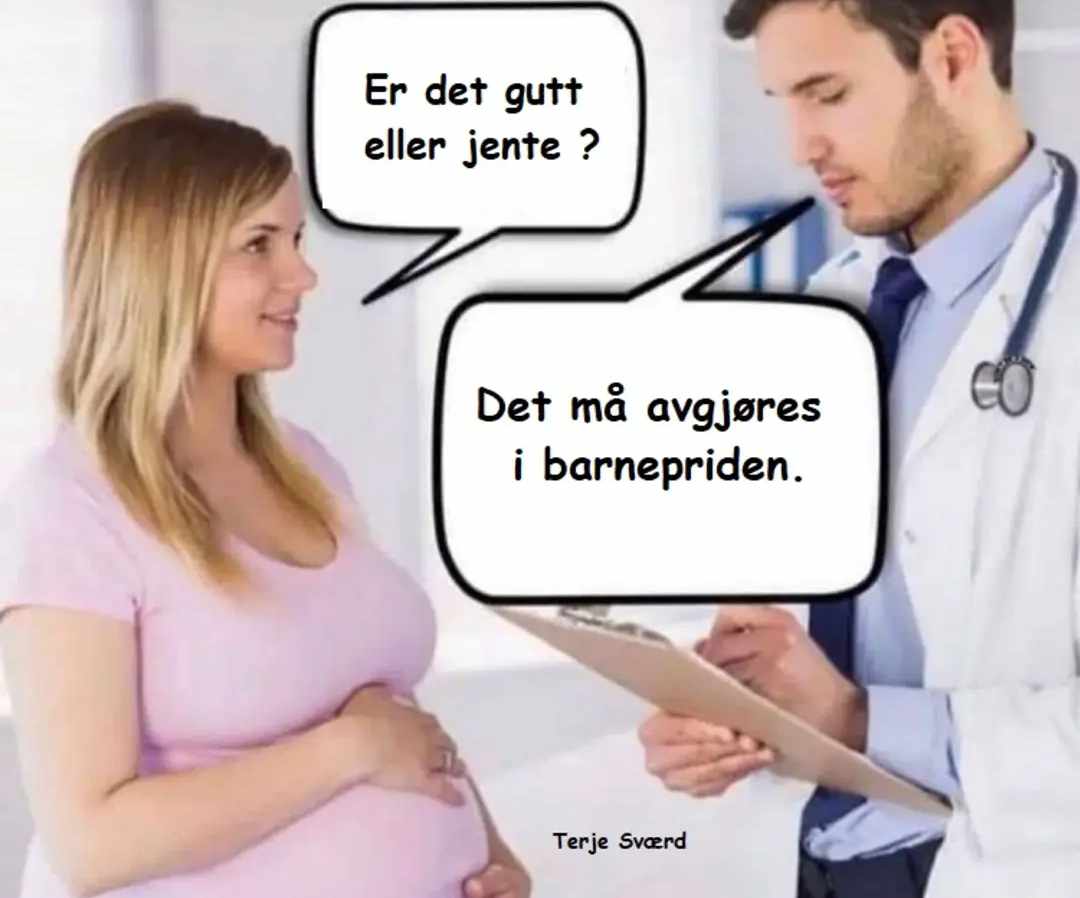 Er det gutt
eller jente ?
Det må avgjøres
i barnepriden.
Terje Sværd